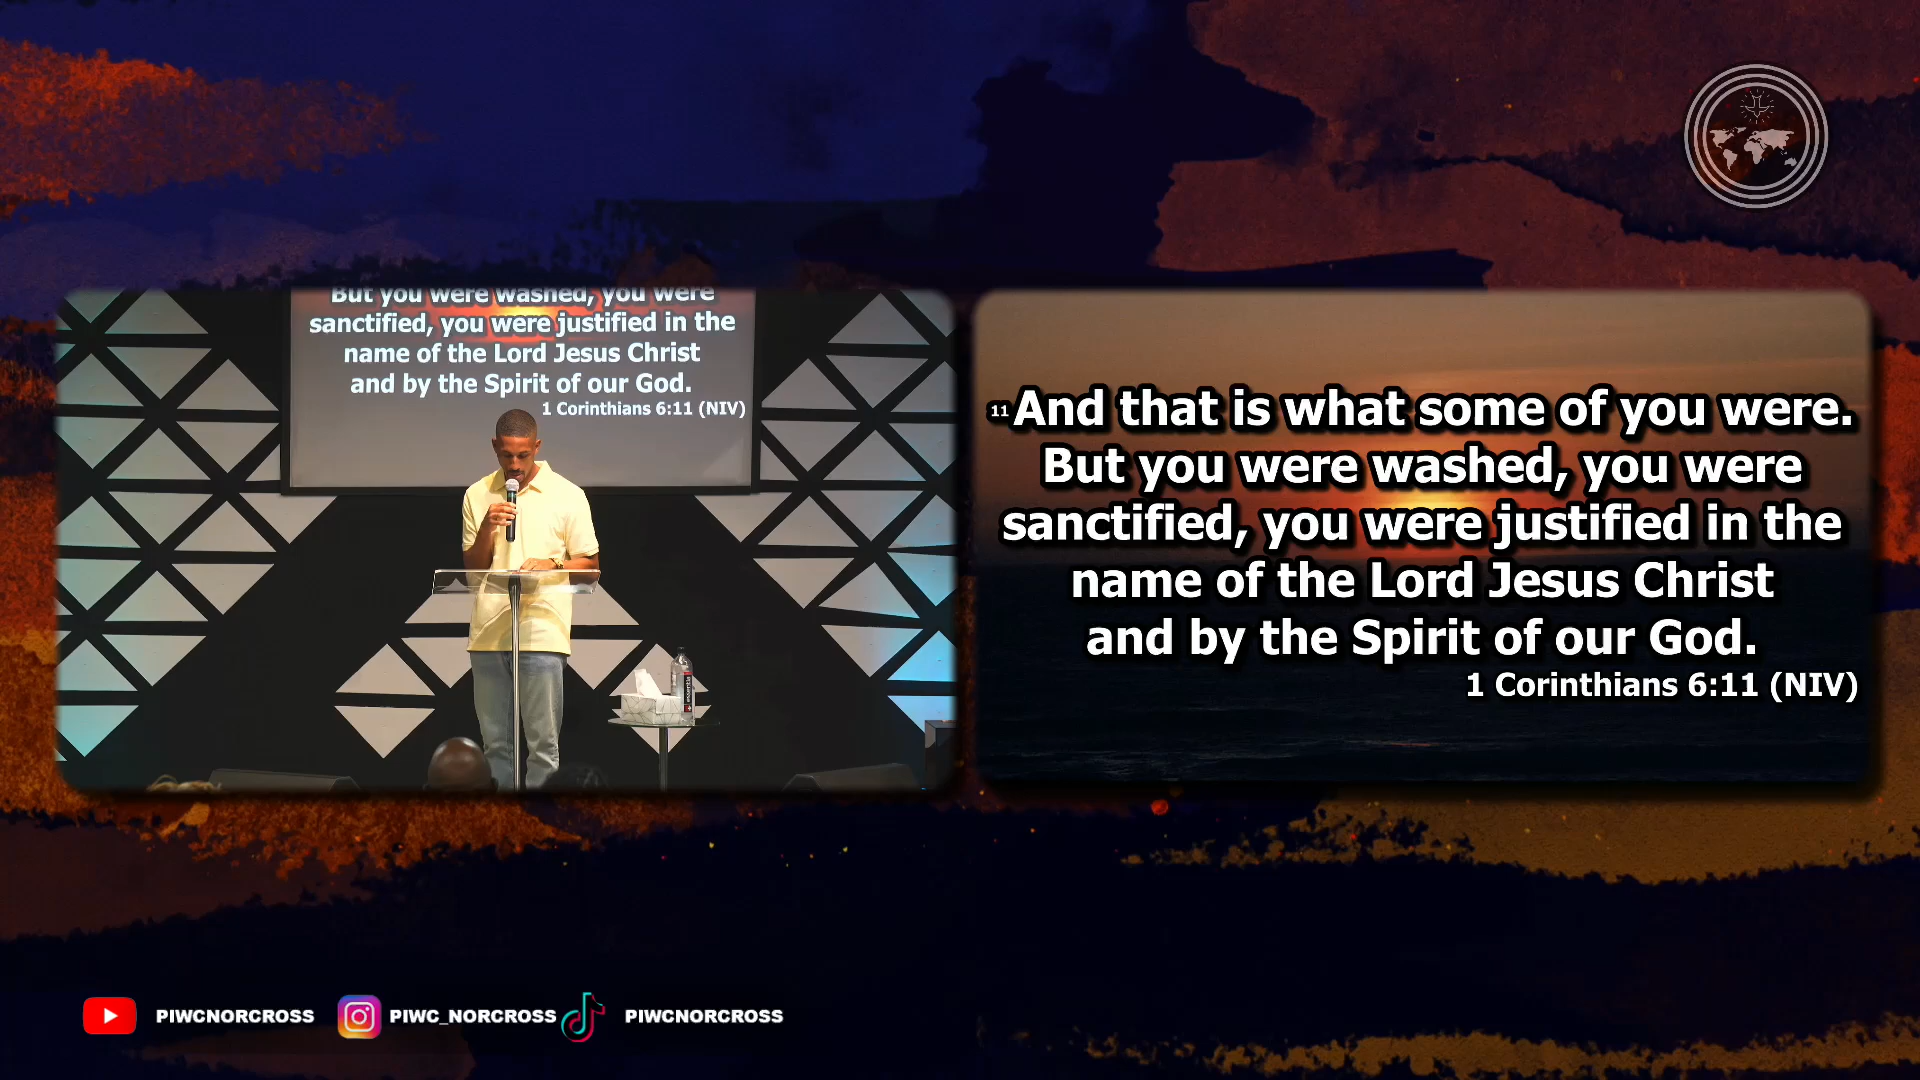 But you were washed, you were
sanctified, you were justified in the
name of the Lord Jesus Christ
and by the Spirit of our God.
1 Corinthians 6:11 (NIV)
essentia
11 And that is what some of you were.
But you were washed, you were
sanctified, you were justified in the
name of the Lord Jesus Christ
and by the Spirit of our God.
1 Corinthians 6:11 (NIV)
PIWCNORCROSS
PIWC_NORCROSS
PIWCNORCROSS